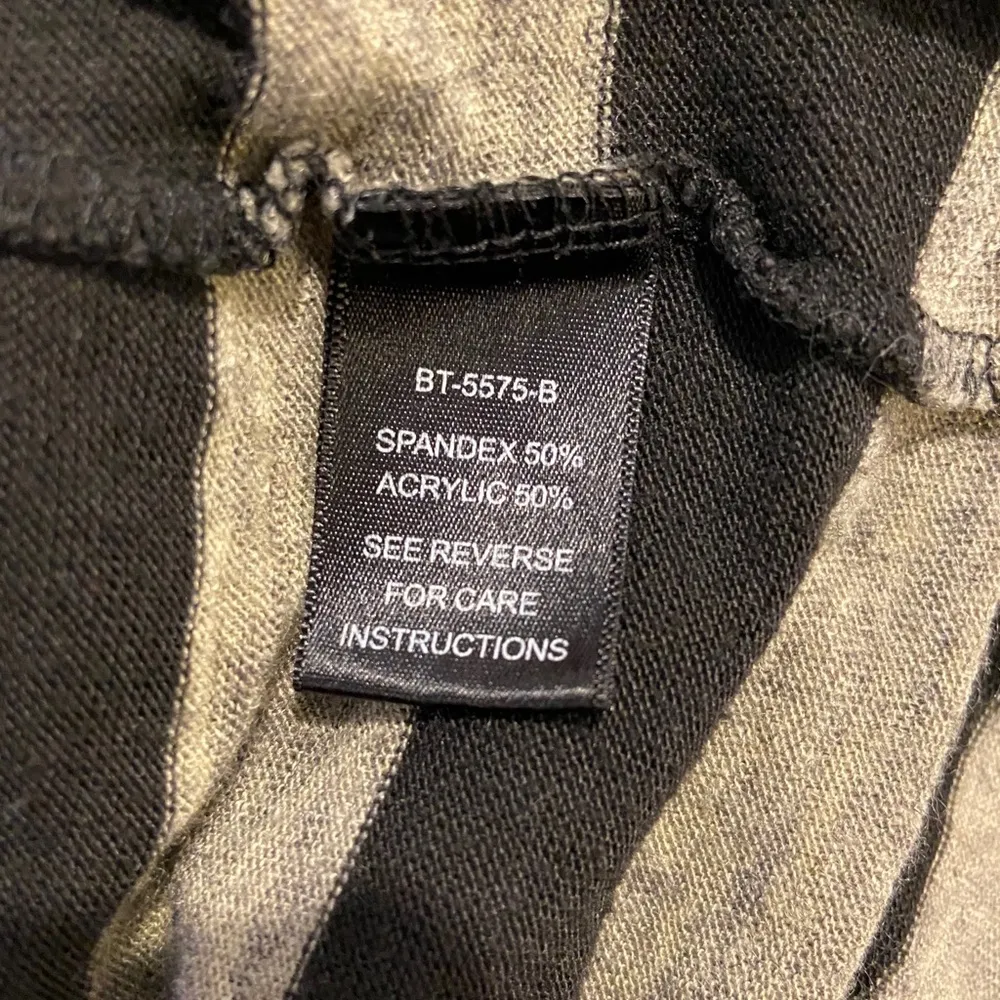 BT-5575-B
SPANDEX 50%
ACRYLIC 50%
SEE REVERSE
FOR CARE
INSTRUCTIONS